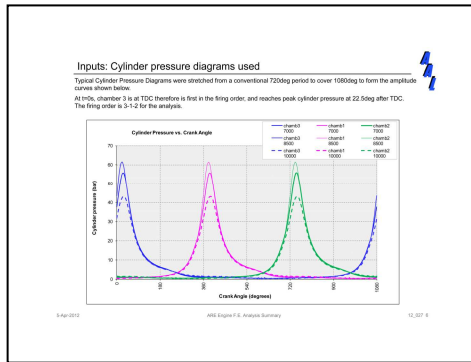 Inputs: Cylinder pressure diagrams used
Typical Cylinder Pressure Diagrams were stretched from a conventional 720deg period to cover 1080deg to form the amplitude
curves shown below.
At t=0s, chamber 3 is at TDC therefore is first in the firing order, and reaches peak cylinder pressure at 22.5deg after TDC.
The firing order is 3-1-2 for the analysis.
Cylinder Pressure vs. Crank Angle
chamb3 7000
chamb1 7000
chamb2 7000
chamb3 8500
chamb1 8500
chamb2 8500
chamb3 10000
chamb1 10000
chamb2 10000
Cylinder pressure (bar)
70
60
50
40
30
20
10
0
0
180
360
540
720
900
1080
Crank Angle (degrees)
5-Apr-2013
ARE Engine F.E. Analysis Summary
12_027 8